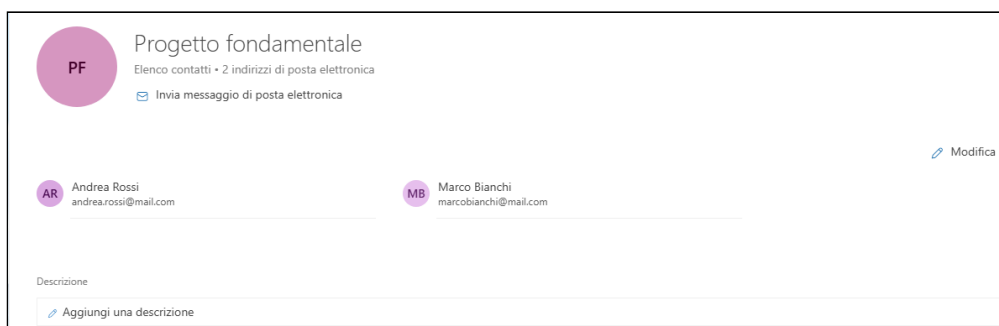 PF
Progetto fondamentale
Elenco contatti • 2 indirizzi di posta elettronica
Invia messaggio di posta elettronica
Modifica
AR
Andrea Rossi
andrea.rossi@mail.com
MB
Marco Bianchi
marcobianchi@mail.com
Descrizione
Aggiungi una descrizione